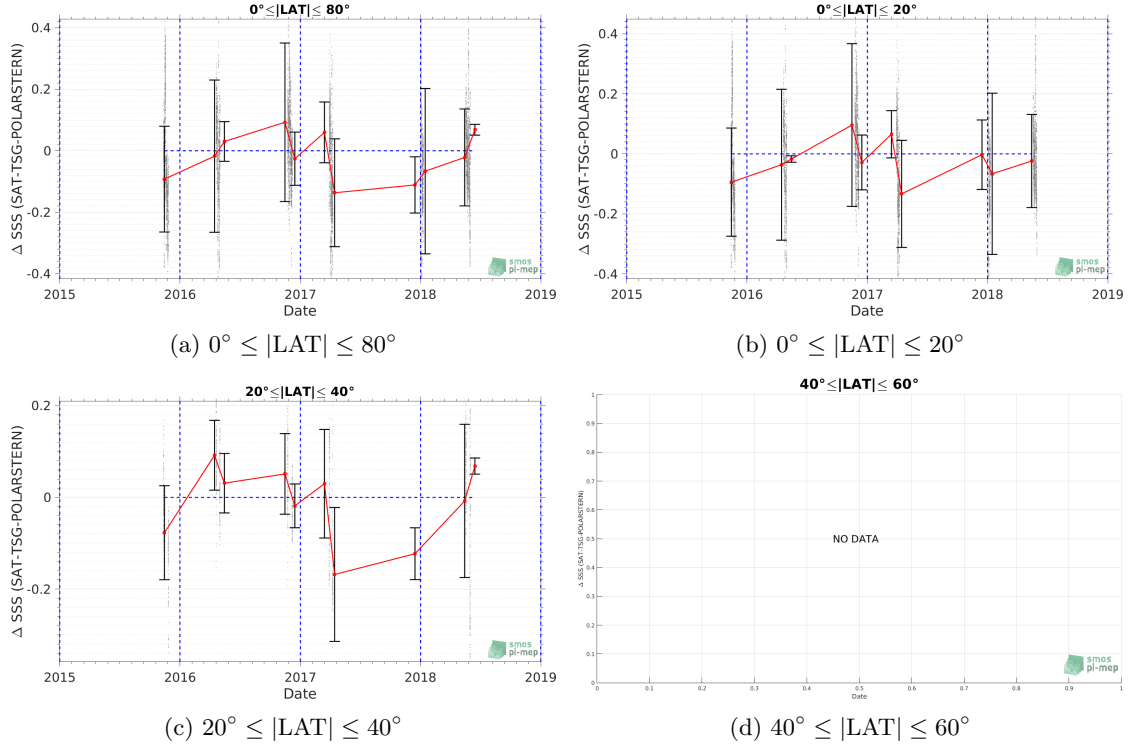 0°≤|LAT|≤ 80°
Δ SSS (SAT-TSG-POLARSTERN)
0.4
0.2
0
-0.2
-0.4
2015 2016 2017 2018 2019
Date
smos
pi-mep
(a) 0° ≤ |LAT| ≤ 80°
0°≤|LAT|≤ 20°
Δ SSS (SAT-TSG-POLARSTERN)
0.4
0.2
0
-0.2
-0.4
2015 2016 2017 2018 2019
Date
smos
pi-mep
(b) 0° ≤ |LAT| ≤ 20°
20°≤|LAT|≤ 40°
Δ SSS (SAT-TSG-POLARSTERN)
0.2
0
-0.2
2015 2016 2017 2018 2019
Date
smos
pi-mep
(c) 20° ≤ |LAT| ≤ 40°
40°≤|LAT|≤ 60°
Δ SSS (SAT-TSG-POLARSTERN)
1
0.9
0.8
0.7
0.6
0.5
0.4
0.3
0.2
0.1
0
NO DATA
0 0.1 0.2 0.3 0.4 0.5 0.6 0.7 0.8 0.9 1
Date
smos
pi-mep
(d) 40° ≤ |LAT| ≤ 60°